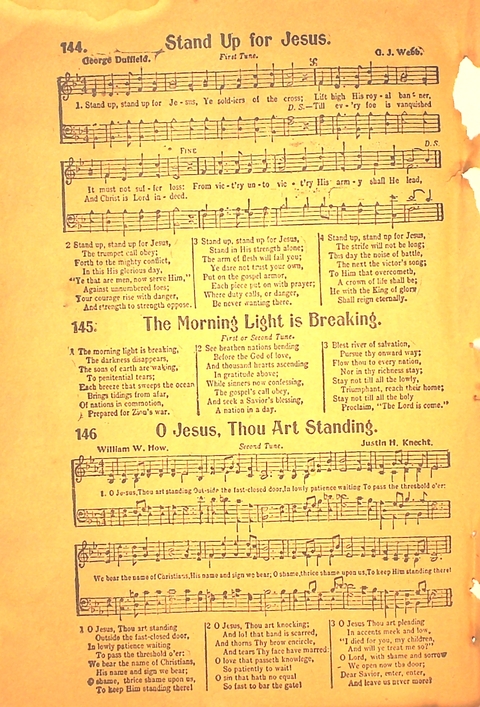 144. Stand Up for Jesus.
George Duffield. First Tune. G. J. Webb.
1. Stand up, stand up for Je-sus, Ye sold-iers of the cross; Lift high His roy-al ban-ner,
D. S.—Till ev-'ry foe is vanquished
FINE D.S.
It must not suf-fer loss: From vic-t'ry un-to vic-t'ry His arm-y shall He lead,
And Christ is Lord in-deed.
2 Stand up, stand up for Jesus,
The trumpet call obey;
Forth to the mighty conflict,
In this His glorious day,
"Ye that are men, now serve Him,"
Against unnumbered foes;
Your courage rise with danger,
And strength to strength oppose.
3 Stand up, stand up for Jesus,
Stand in His strength alone;
The arm of flesh will fail you;
Ye dare not trust your own,
Put on the gospel armor,
Each piece put on with prayer;
Where duty calls, or danger,
Be never wanting there.
4 Stand up, stand up for Jesus,
The strife will not be long;
This day the noise of battle,
The next the victor's song;
To Him that overcometh,
A crown of life shall be;
He with the King of glory
Shall reign eternally.
145. The Morning Light is Breaking.
First or Second Tune.
1 The morning light is breaking,
The darkness disappears,
The sons of earth are waking,
To penitential tears;
Each breeze that sweeps the ocean
Brings tidings from afar,
Of nations in commotion,
Prepared for Zion's war.
2 See heathen nations bending
Before the God of love,
And thousand hearts ascending
In gratitude above;
While sinners now confessing,
The gospel's call obey,
And seek a Savior's blessing,
A nation in a day.
3 Blest river of salvation,
Pursue thy onward way;
Flow thou to every nation,
Nor in thy richness stay;
Stay not till all the lowly,
Triumphant, reach their home;
Stay not till all the holy
Proclaim, "The Lord is come."
146 O Jesus, Thou Art Standing.
William W. How. Second Tune. Justin H. Knecht.
1. O Je-sus, Thou art standing Out-side the fast-closed door, In lowly patience waiting To pass the threshold o'er:
We bear the name of Christians, His name and sign we bear; O shame, thrice shame upon us, To keep Him standing there!
1 O Jesus, Thou art standing
Outside the fast-closed door,
In lowly patience waiting
To pass the threshold o'er:
We bear the name of Christians,
His name and sign we bear;
O shame, thrice shame upon us,
To keep Him standing there!
2 O Jesus, Thou art knocking;
And lo! that hand is scarred,
And thorns Thy brow encircle,
And tears Thy face have marred:
O love that passeth knowledge,
So patiently to wait!
O sin that hath no equal
So fast to bar the gate!
3 O Jesus Thou art pleading
In accents meek and low,
"I died for you, my children,
And will ye treat me so?"
O Lord, with shame and sorrow
We open now the door;
Dear Savior, enter, enter,
And leave us never more!